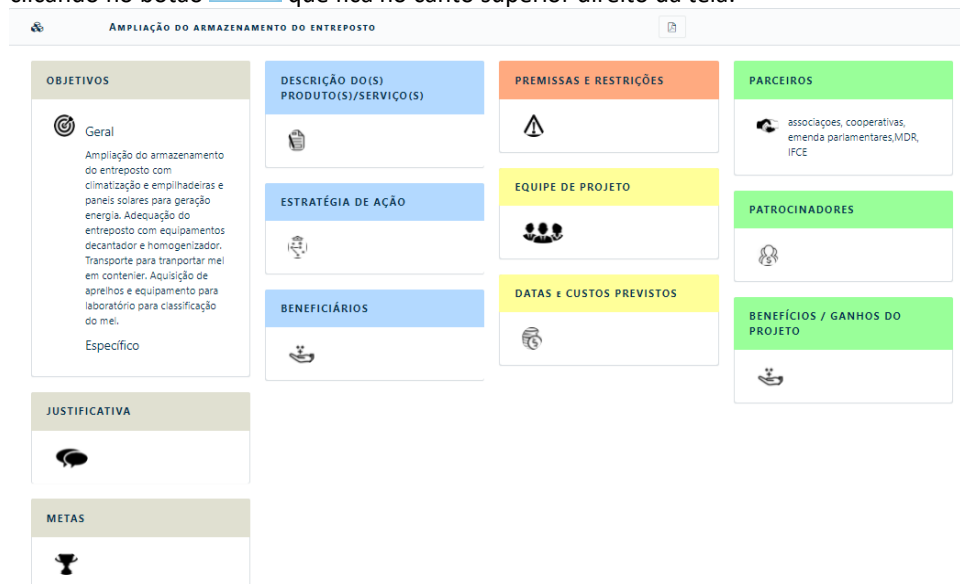 clicando no botão que fica no canto superior direito da tela.
AMPLIAÇÃO DO ARMAZENAMENTO DO ENTREPOSTO
OBJETIVOS
Geral
Ampliação do armazenamento
do entreposto com
climatização e empilhadeiras e
paneis solares para geração
energia. Adequação do
entreposto com equipamentos
decantador e homogenizador.
Transporte para tranportar mel
em contenier. Aquisição de
aprelhos e equipamento para
laboratório para classificação
do mel.
Específico
JUSTIFICATIVA
METAS
DESCRIÇÃO DO(S)
PRODUTO(S)/SERVIÇO(S)
ESTRATÉGIA DE AÇÃO
BENEFICIÁRIOS
PREMISSAS E RESTRIÇÕES
EQUIPE DE PROJETO
DATAS E CUSTOS PREVISTOS
PARCEIROS
associaçoes, cooperativas,
emenda parlamentares,MDR,
IFCE
PATROCINADORES
BENEFÍCIOS / GANHOS DO
PROJETO